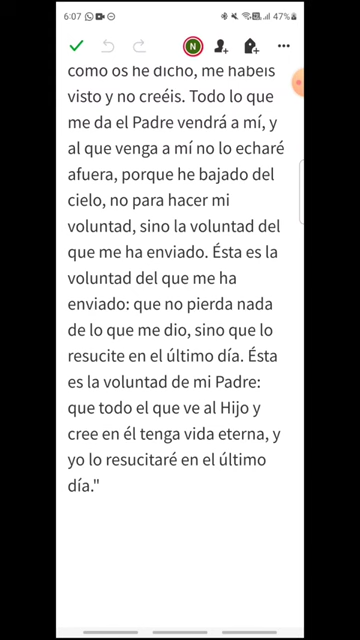 6:07
47%
N
como os he dicho, me habéis
visto y no creéis. Todo lo que
me da el Padre vendrá a mí, y
al que venga a mí no lo echaré
afuera, porque he bajado del
cielo, no para hacer mi
voluntad, sino la voluntad del
que me ha enviado. Ésta es la
voluntad del que me ha
enviado: que no pierda nada
de lo que me dio, sino que lo
resucite en el último día. Ésta
es la voluntad de mi Padre:
que todo el que ve al Hijo y
cree en él tenga vida eterna, y
yo lo resucitaré en el último
día."